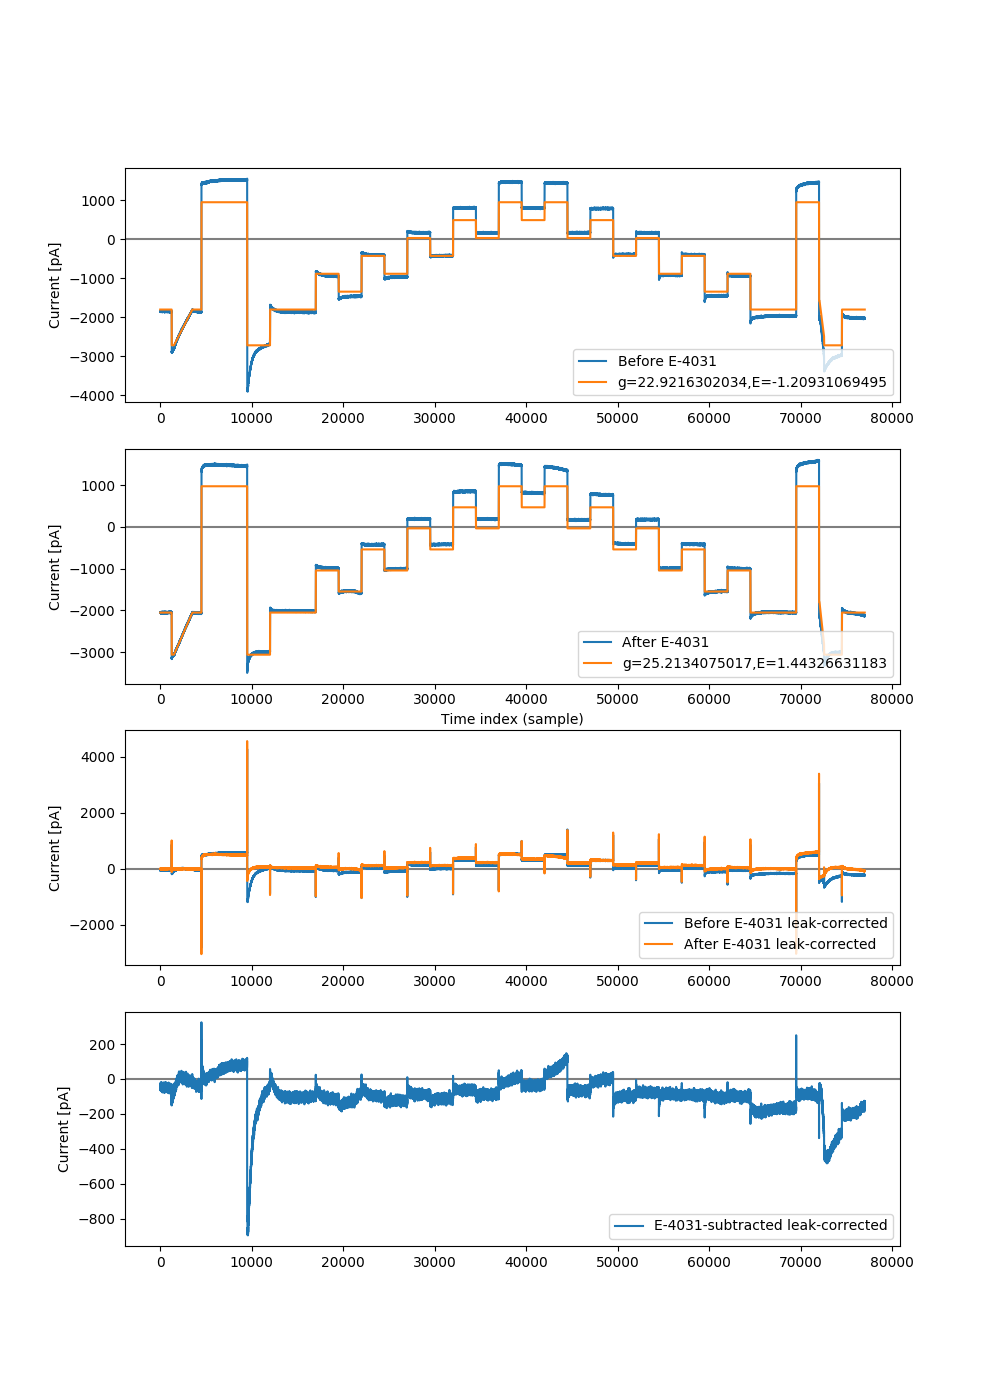 1000
0
−1000
−2000
−3000
−4000
Current [pA]
Before E-4031
g=22.9216302034,E=-1.20931069495
0 10000 20000 30000 40000 50000 60000 70000 80000
1000
0
−1000
−2000
−3000
Current [pA]
After E-4031
g=25.2134075017,E=1.44326631183
0 10000 20000 30000 40000 50000 60000 70000 80000
Time index (sample)
4000
2000
0
−2000
Current [pA]
Before E-4031 leak-corrected
After E-4031 leak-corrected
0 10000 20000 30000 40000 50000 60000 70000 80000
200
0
−200
−400
−600
−800
Current [pA]
E-4031-subtracted leak-corrected
0 10000 20000 30000 40000 50000 60000 70000 80000